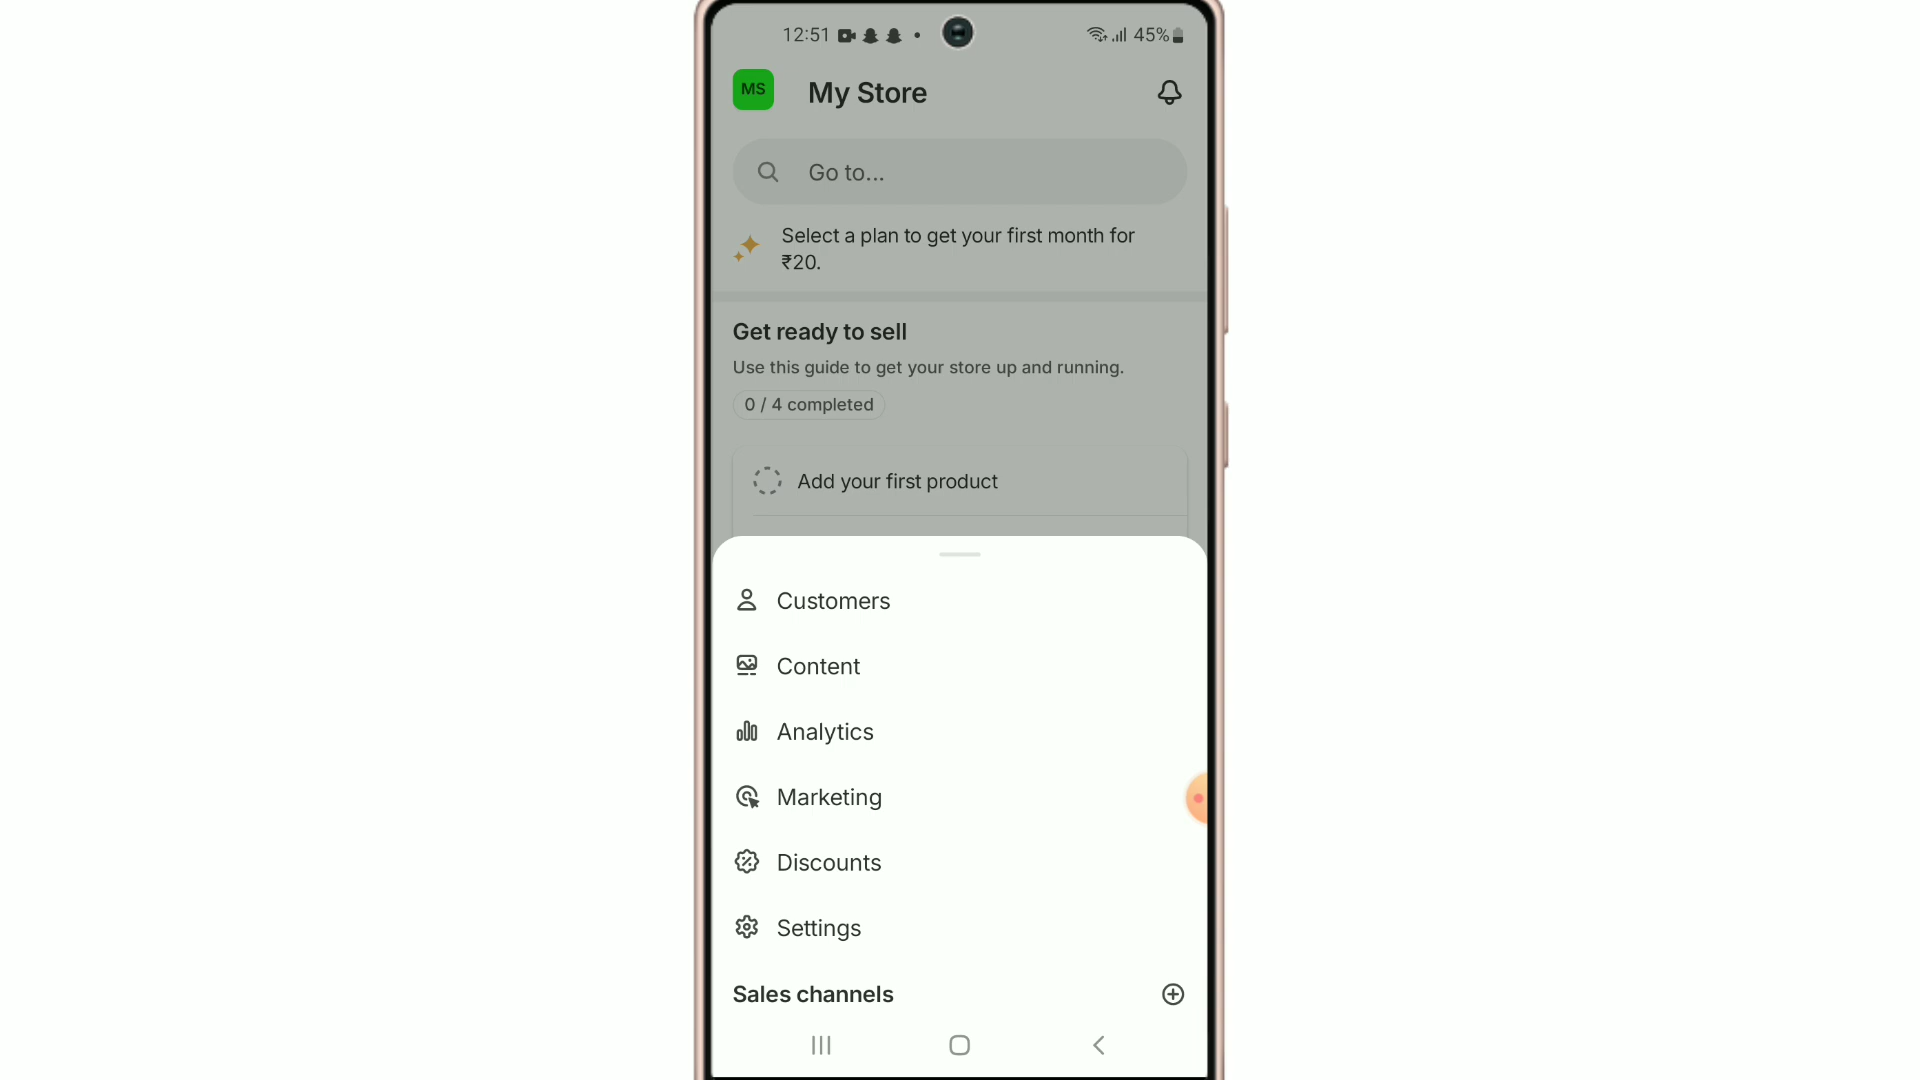 12:51
45%
MS
My Store
Go to...
Select a plan to get your first month for
₹20.
Get ready to sell
Use this guide to get your store up and running.
0 / 4 completed
Add your first product
Customers
Content
Analytics
Marketing
Discounts
Settings
Sales channels